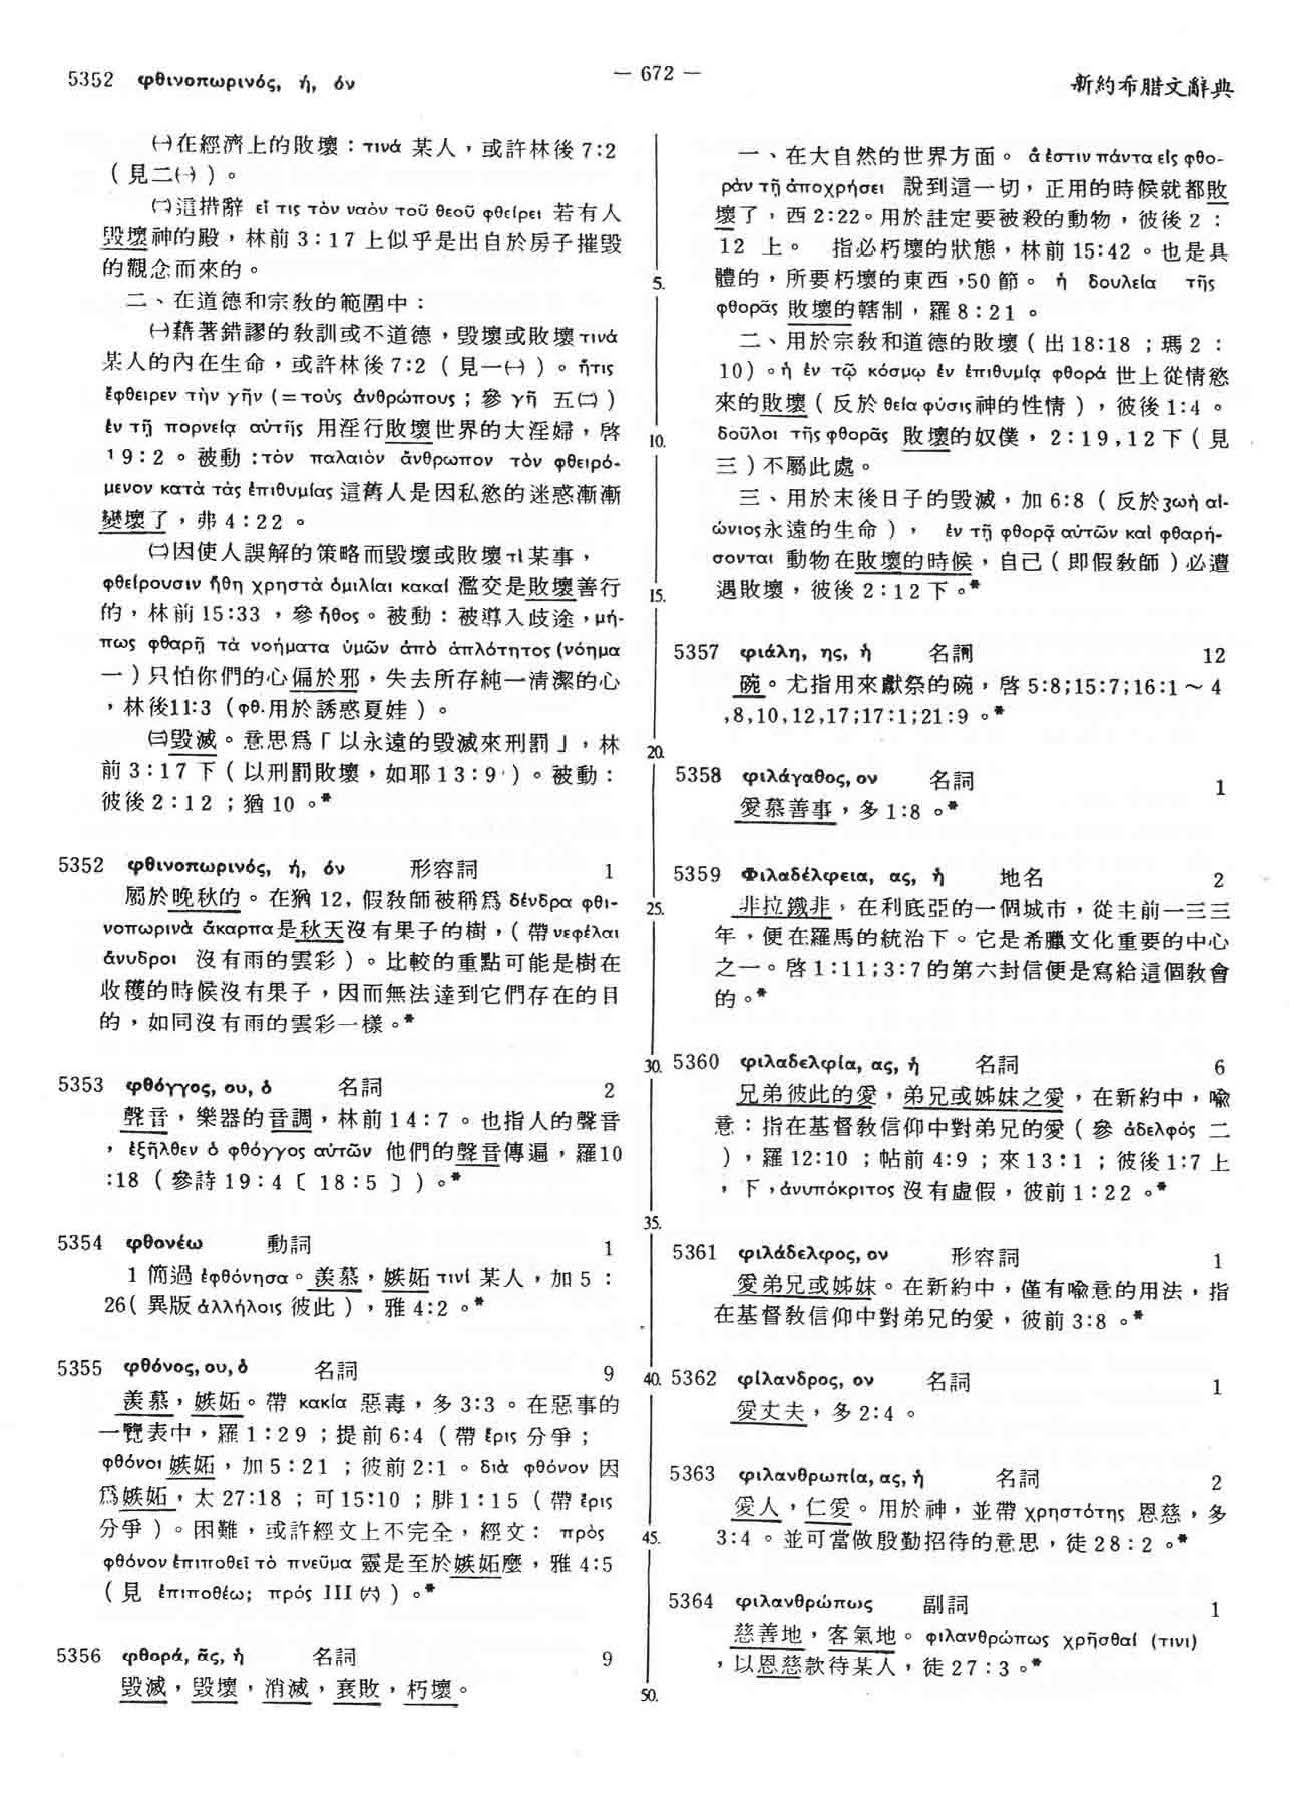 5352 φθινοπωρινός, ή, όν
— 672 —
新約希腊文辭典
㈠在經濟上的敗壞：τινά 某人，或許林後 7:2
（見二㈠）。
㈡這措辭 εἴ τις τὸν ναὸν τοῦ θεοῦ φθείρει 若有人
毀壞神的殿，林前 3:17 上似乎是出自於房子摧毀
的觀念而來的。
二、在道德和宗教的範圍中：
㈠藉著錯謬的教訓或不道德，毀壞或敗壞 τινά
某人的內在生命，或許林後 7:2（見一㈠）。ἥτις
ἔφθειρεν τὴν γῆν (=τοὺς ἀνθρώπους；參 γῆ 五㈡)
ἐν τῇ πορνείᾳ αὐτῆς 用淫行敗壞世界的大淫婦，啓
19:2。被動：τὸν παλαιὸν ἄνθρωπον τὸν φθειρό-
μενον κατὰ τὰς ἐπιθυμίας 這舊人是因私慾的迷惑漸漸
變壞了，弗 4:22。
㈡因使人誤解的策略而毀壞或敗壞 τι 某事，
φθείρουσιν ἤθη χρηστὰ ὁμιλίαι κακαί 濫交是敗壞善行
的，林前 15:33，參 ἦθος。被動：被導入歧途，μή-
πως φθαρῇ τὰ νοήματα ὑμῶν ἀπὸ ἁπλότητος (νόημα
一)只怕你們的心偏於邪，失去所存純一清潔的心
，林後11:3（φθ.用於誘惑夏娃）。
㈢毀滅。意思爲「以永遠的毀滅來刑罰」，林
前 3:17 下（以刑罰敗壞，如耶 13:9）。被動：
彼後 2:12；猶 10。*
5352 φθινοπωρινός, ή, όν 形容詞 1
屬於晚秋的。在猶 12, 假教師被稱爲 δένδρα φθι-
νοπωρινὰ ἄκαρπα是秋天沒有果子的樹，（帶 νεφέλαι
ἄνυδροι 沒有雨的雲彩）。比較的重點可能是樹在
收穫的時候沒有果子，因而無法達到它們存在的目
的，如同沒有雨的雲彩一樣。*
5353 φθόγγος, ου, ὁ 名詞 2
聲音，樂器的音調，林前 14:7。也指人的聲音
，ἐξῆλθεν ὁ φθόγγος αὐτῶν 他們的聲音傳遍，羅10
:18（參詩 19:4〔18:5〕）。*
5354 φθονέω 動詞 1
1 簡過 ἐφθόνησα。羨慕，嫉妬 τινί 某人，加 5：
26(異版 ἀλλήλοις 彼此），雅 4:2。*
5355 φθόνος, ου, ὁ 名詞 9
羨慕，嫉妬。帶 κακία 惡毒，多 3:3。在惡事的
一覽表中，羅 1:29；提前 6:4（帶 ἔρις 分爭；
φθόνοι 嫉妬，加 5:21；彼前 2:1。διὰ φθόνον 因
爲嫉妬，太 27:18；可 15:10；腓 1:15（帶 ἔρις
分爭）。困難，或許經文上不完全，經文：πρὸς
φθόνον ἐπιποθεῖ τὸ πνεῦμα 靈是至於嫉妬麼，雅 4:5
（見 ἐπιποθέω; πρός III ㈥）。*
5356 φθορά, ᾶς, ἡ 名詞 9
毀滅，毀壞，消滅，衰敗，朽壞。
5.
10.
15.
20.
25.
30.
35.
40.
45.
50.
一、在大自然的世界方面。ἅ ἐστιν πάντα εἰς φθο-
ρὰν τῇ ἀποχρήσει 說到這一切，正用的時候就都敗
壞了，西 2:22。用於註定要被殺的動物，彼後 2：
12 上。 指必朽壞的狀態，林前 15:42。也是具
體的，所要朽壞的東西，50 節。ἡ δουλεία τῆς
φθορᾶς 敗壞的轄制，羅 8:21。
二、用於宗教和道德的敗壞（出 18:18；瑪 2：
10)。ἡ ἐν τῷ κόσμῳ ἐν ἐπιθυμίᾳ φθορά 世上從情慾
來的敗壞（反於 θεία φύσις神的性情），彼後 1:4。
δοῦλοι τῆς φθορᾶς 敗壞的奴僕，2:19,12下（見
三）不屬此處。
三、用於末後日子的毀滅，加 6:8（反於ζωὴ αἰ-
ώνιος永遠的生命），ἐν τῇ φθορᾷ αὐτῶν καὶ φθαρή-
σονται 動物在敗壞的時候，自己（即假教師）必遭
遇敗壞，彼後 2:12 下。*
5357 φιάλη, ης, ἡ 名詞 12
碗。尤指用來獻祭的碗，啓 5:8;15:7;16:1～4
,8,10,12,17;17:1;21:9。*
5358 φιλάγαθος, ον 名詞 1
愛慕善事，多 1:8。*
5359 Φιλαδέλφεια, ας, ἡ 地名 2
非拉鐵非，在利底亞的一個城市，從主前一三三
年，便在羅馬的統治下。它是希臘文化重要的中心
之一。啓 1:11;3:7的第六封信便是寫給這個教會
的。*
5360 φιλαδελφία, ας, ἡ 名詞 6
兄弟彼此的愛，弟兄或姊妹之愛，在新約中，喻
意：指在基督教信仰中對弟兄的愛（參 ἀδελφός 二
），羅 12:10；帖前 4:9；來 13:1；彼後 1:7 上
，下，ἀνυπόκριτος 沒有虛假，彼前 1:22。*
5361 φιλάδελφος, ον 形容詞 1
愛弟兄或姊妹。在新約中，僅有喻意的用法，指
在基督教信仰中對弟兄的愛，彼前 3:8。*
5362 φίλανδρος, ον 名詞 1
愛丈夫，多 2:4。
5363 φιλανθρωπία, ας, ἡ 名詞 2
愛人，仁愛。用於神，並帶 χρηστότης 恩慈，多
3:4。並可當做殷勤招待的意思，徒 28:2。*
5364 φιλανθρώπως 副詞 1
慈善地，客氣地。φιλανθρώπως χρῆσθαί (τινι)
，以恩慈款待某人，徒 27:3。*